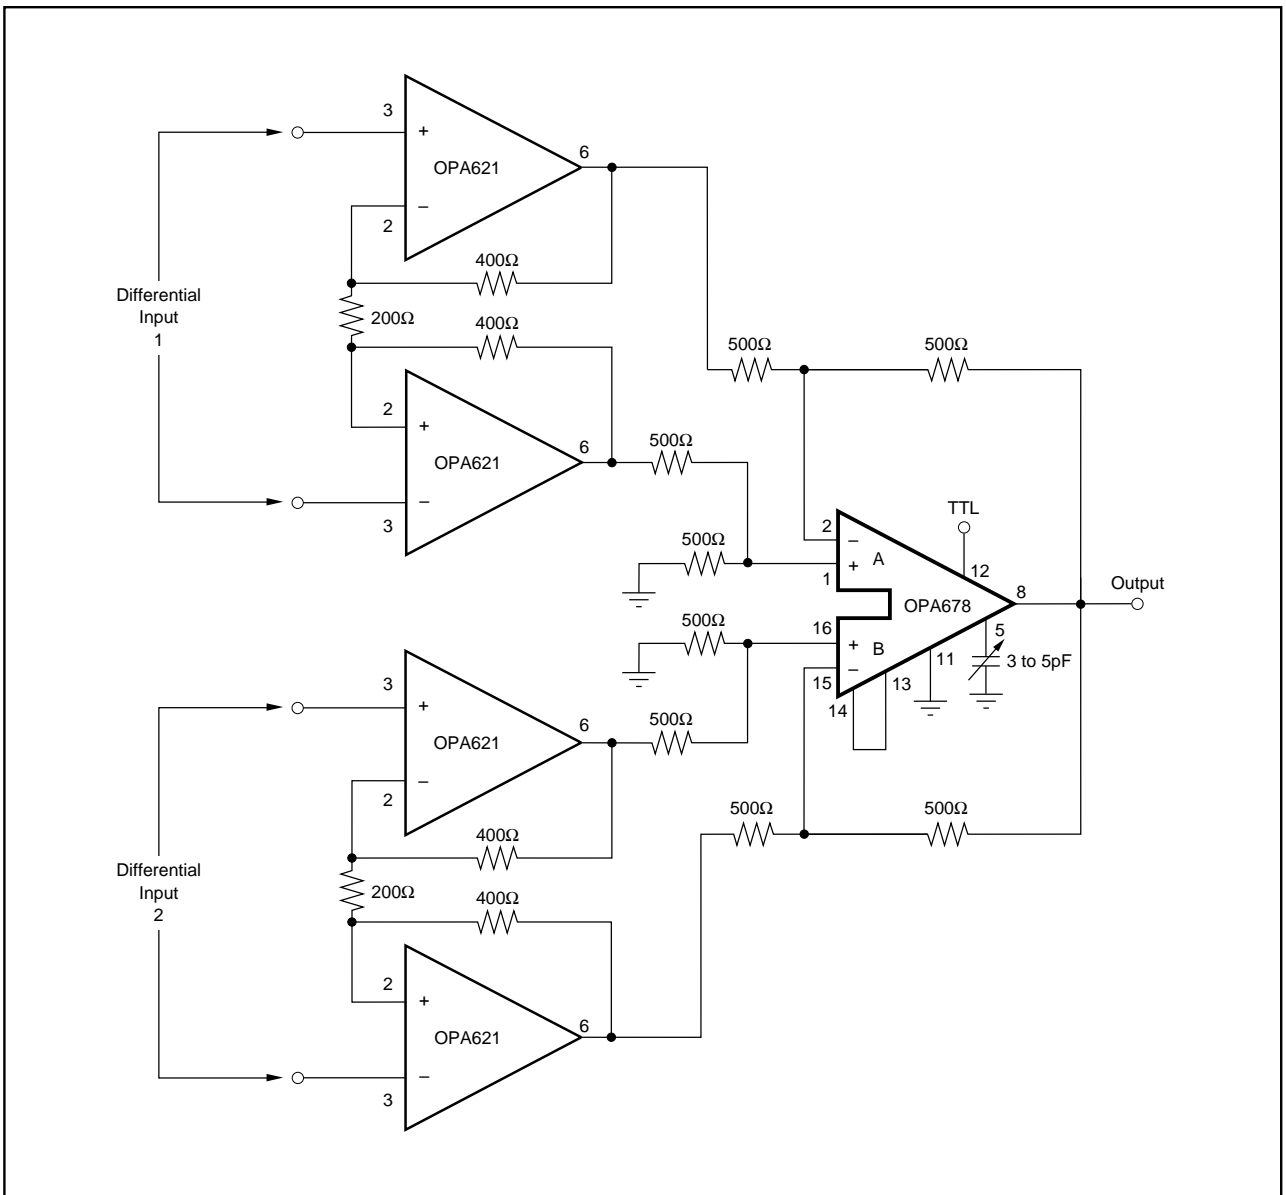 3
+
6
OPA621
−
2
400Ω
Differential
Input
1
200Ω
400Ω
500Ω
500Ω
2
+
6
500Ω
OPA621
−
3
TTL
2
−
500Ω
A
+
12
1
Output
8
OPA678
500Ω
16
5
+
B
3 to 5pF
11
−
15
13
14
3
+
6
500Ω
OPA621
−
2
500Ω
500Ω
400Ω
Differential
Input
2
200Ω
400Ω
2
+
6
OPA621
−
3